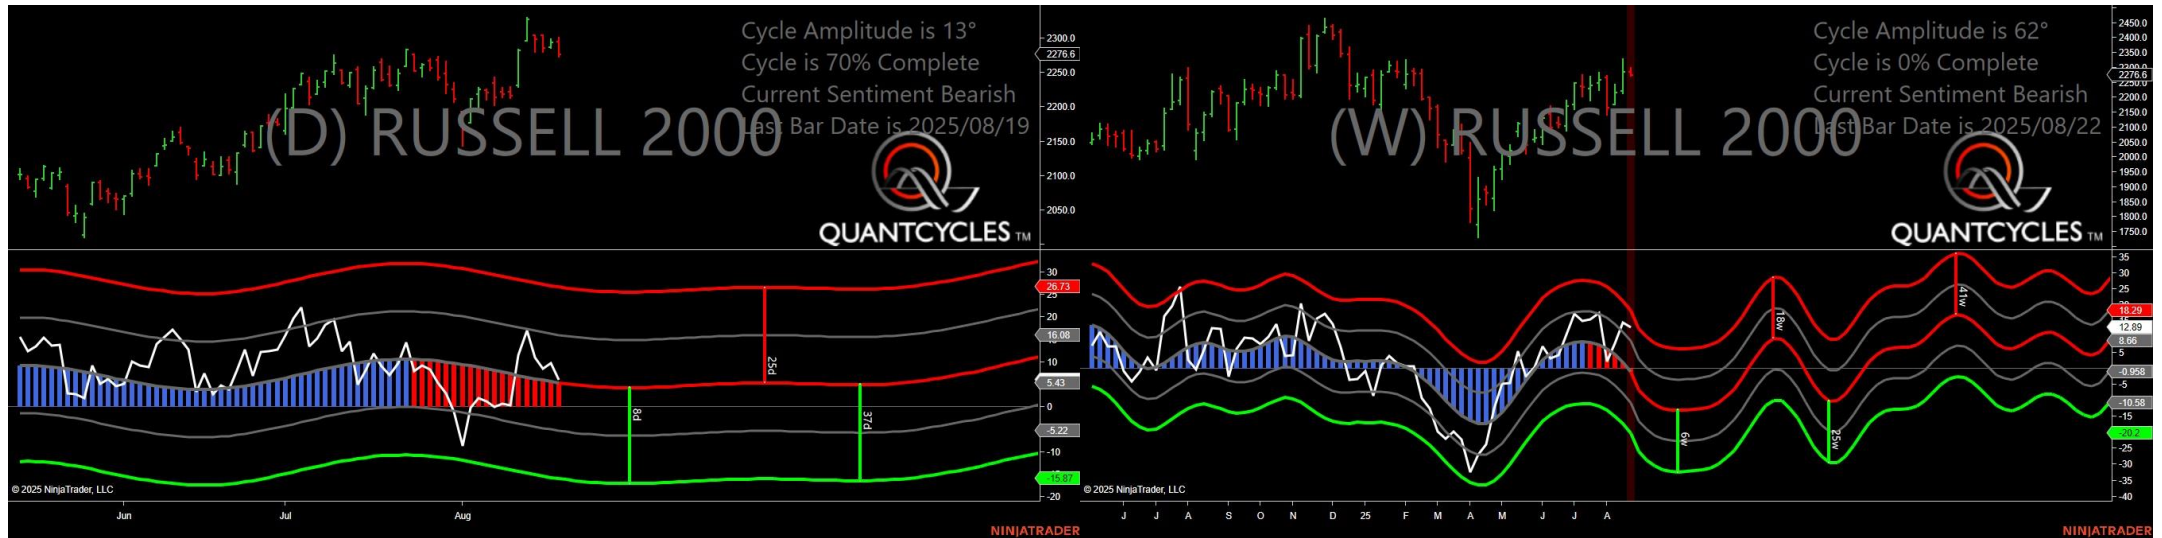 Cycle Amplitude is 13°
Cycle is 70% Complete
Current Sentiment Bearish
Last Bar Date is 2025/08/19
(D) RUSSELL 2000
QUANTCYCLES TM
2300.0
2276.6
2250.0
2200.0
2150.0
2100.0
2050.0
30
26.73
25
20
16.08
10
5.43
0
-5.22
-10
-15.87
-20
25d
8d
37d
© 2025 NinjaTrader, LLC
Jun Jul Aug
NINJATRADER
Cycle Amplitude is 62°
Cycle is 0% Complete
Current Sentiment Bearish
Last Bar Date is 2025/08/22
(W) RUSSELL 2000
QUANTCYCLES TM
2450.0
2400.0
2350.0
2300.0
2276.6
2250.0
2200.0
2150.0
2100.0
2050.0
2000.0
1950.0
1900.0
1850.0
1800.0
1750.0
35
30
25
18.29
12.89
8.66
5
-0.958
-5
-10.58
-15
-20.2
-25
-30
-35
-40
18w
41w
6w
25w
© 2025 NinjaTrader, LLC
J J A S O N D 25 F M A M J J A
NINJATRADER